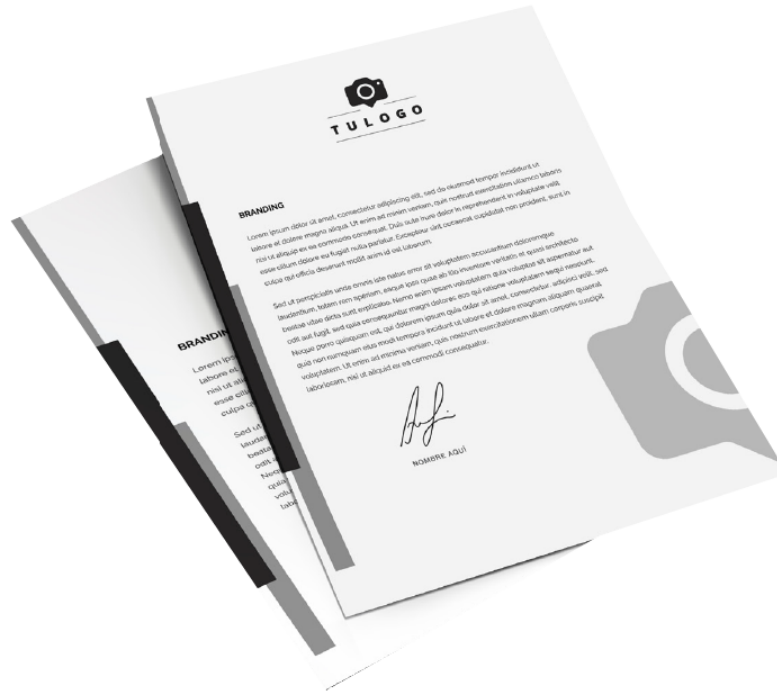 TULOGO
BRANDING
Lorem ipsum dolor sit amet, consectetur adipiscing elit, sed do eiusmod tempor incididunt ut
labore et dolore magna aliqua. Ut enim ad minim veniam, quis nostrud exercitation ullamco laboris
nisi ut aliquip ex ea commodo consequat. Duis aute irure dolor in reprehenderit in voluptate velit
esse cillum dolore eu fugiat nulla pariatur. Excepteur sint occaecat cupidatat non proident, sunt in
culpa qui officia deserunt mollit anim id est laborum.
Sed ut perspiciatis unde omnis iste natus error sit voluptatem accusantium doloremque
laudantium, totam rem aperiam, eaque ipsa quae ab illo inventore veritatis et quasi architecto
beatae vitae dicta sunt explicabo. Nemo enim ipsam voluptatem quia voluptas sit aspernatur aut
odit aut fugit, sed quia consequuntur magni dolores eos qui ratione voluptatem sequi nesciunt.
Neque porro quisquam est, qui dolorem ipsum quia dolor sit amet, consectetur, adipisci velit, sed
quia non numquam eius modi tempora incidunt ut labore et dolore magnam aliquam quaerat
voluptatem. Ut enim ad minima veniam, quis nostrum exercitationem ullam corporis suscipit
laboriosam, nisi ut aliquid ex ea commodi consequatur.
NOMBRE AQUÍ
BRANDIN
Lorem ips
labore et
nisi ut aliq
esse cillu
culpa q
Sed ut
lauder
beata
odit a
Nequ
quia
volu
labo